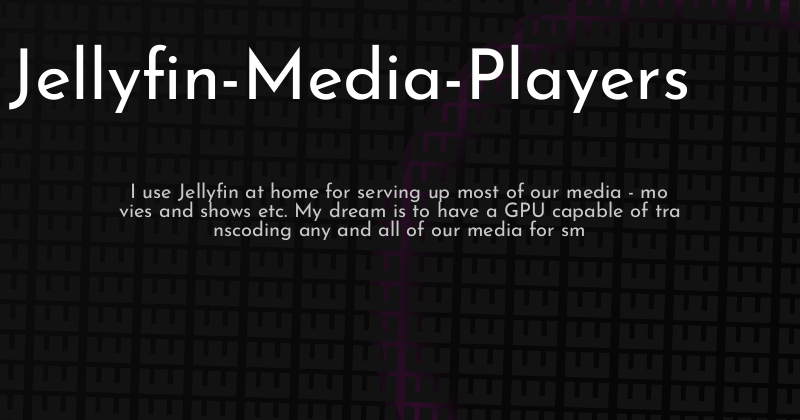 Jellyfin-Media-Players
I use Jellyfin at home for serving up most of our media - mo
vies and shows etc. My dream is to have a GPU capable of tra
nscoding any and all of our media for sm